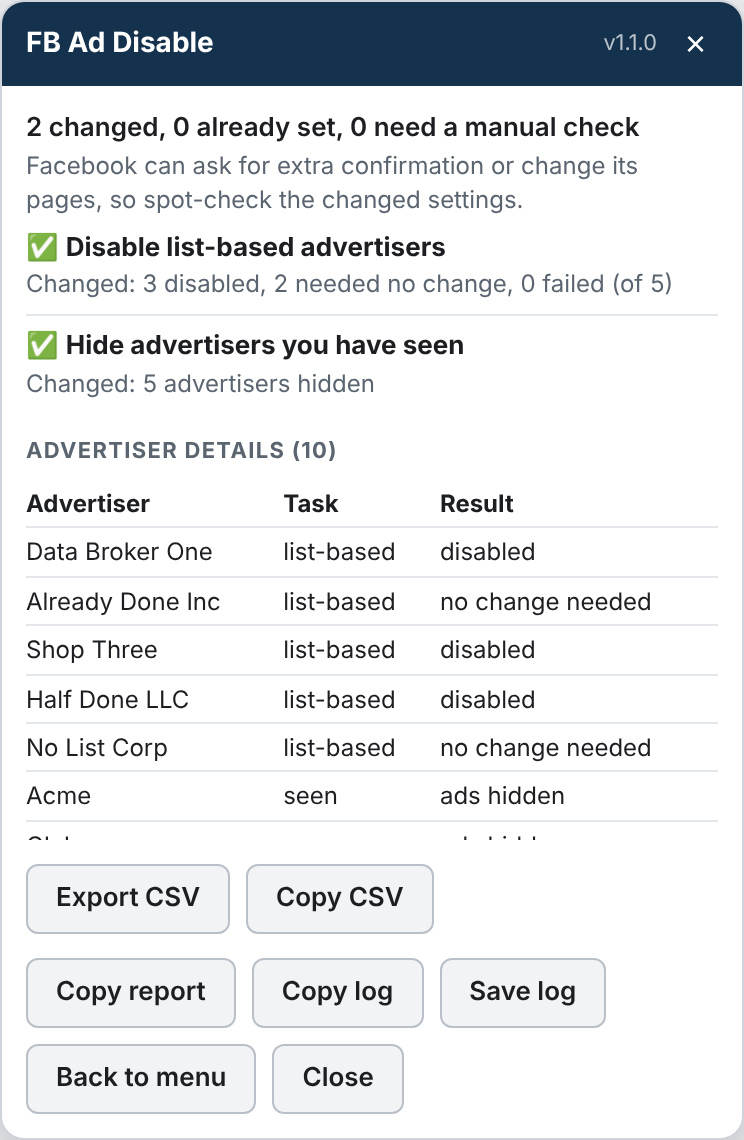 FB Ad Disable v1.1.0 ✕
2 changed, 0 already set, 0 need a manual check
Facebook can ask for extra confirmation or change its
pages, so spot-check the changed settings.
✅ Disable list-based advertisers
Changed: 3 disabled, 2 needed no change, 0 failed (of 5)
✅ Hide advertisers you have seen
Changed: 5 advertisers hidden
ADVERTISER DETAILS (10)
Advertiser Task Result
Data Broker One list-based disabled
Already Done Inc list-based no change needed
Shop Three list-based disabled
Half Done LLC list-based disabled
No List Corp list-based no change needed
Acme seen ads hidden
Export CSV Copy CSV
Copy report Copy log Save log
Back to menu Close